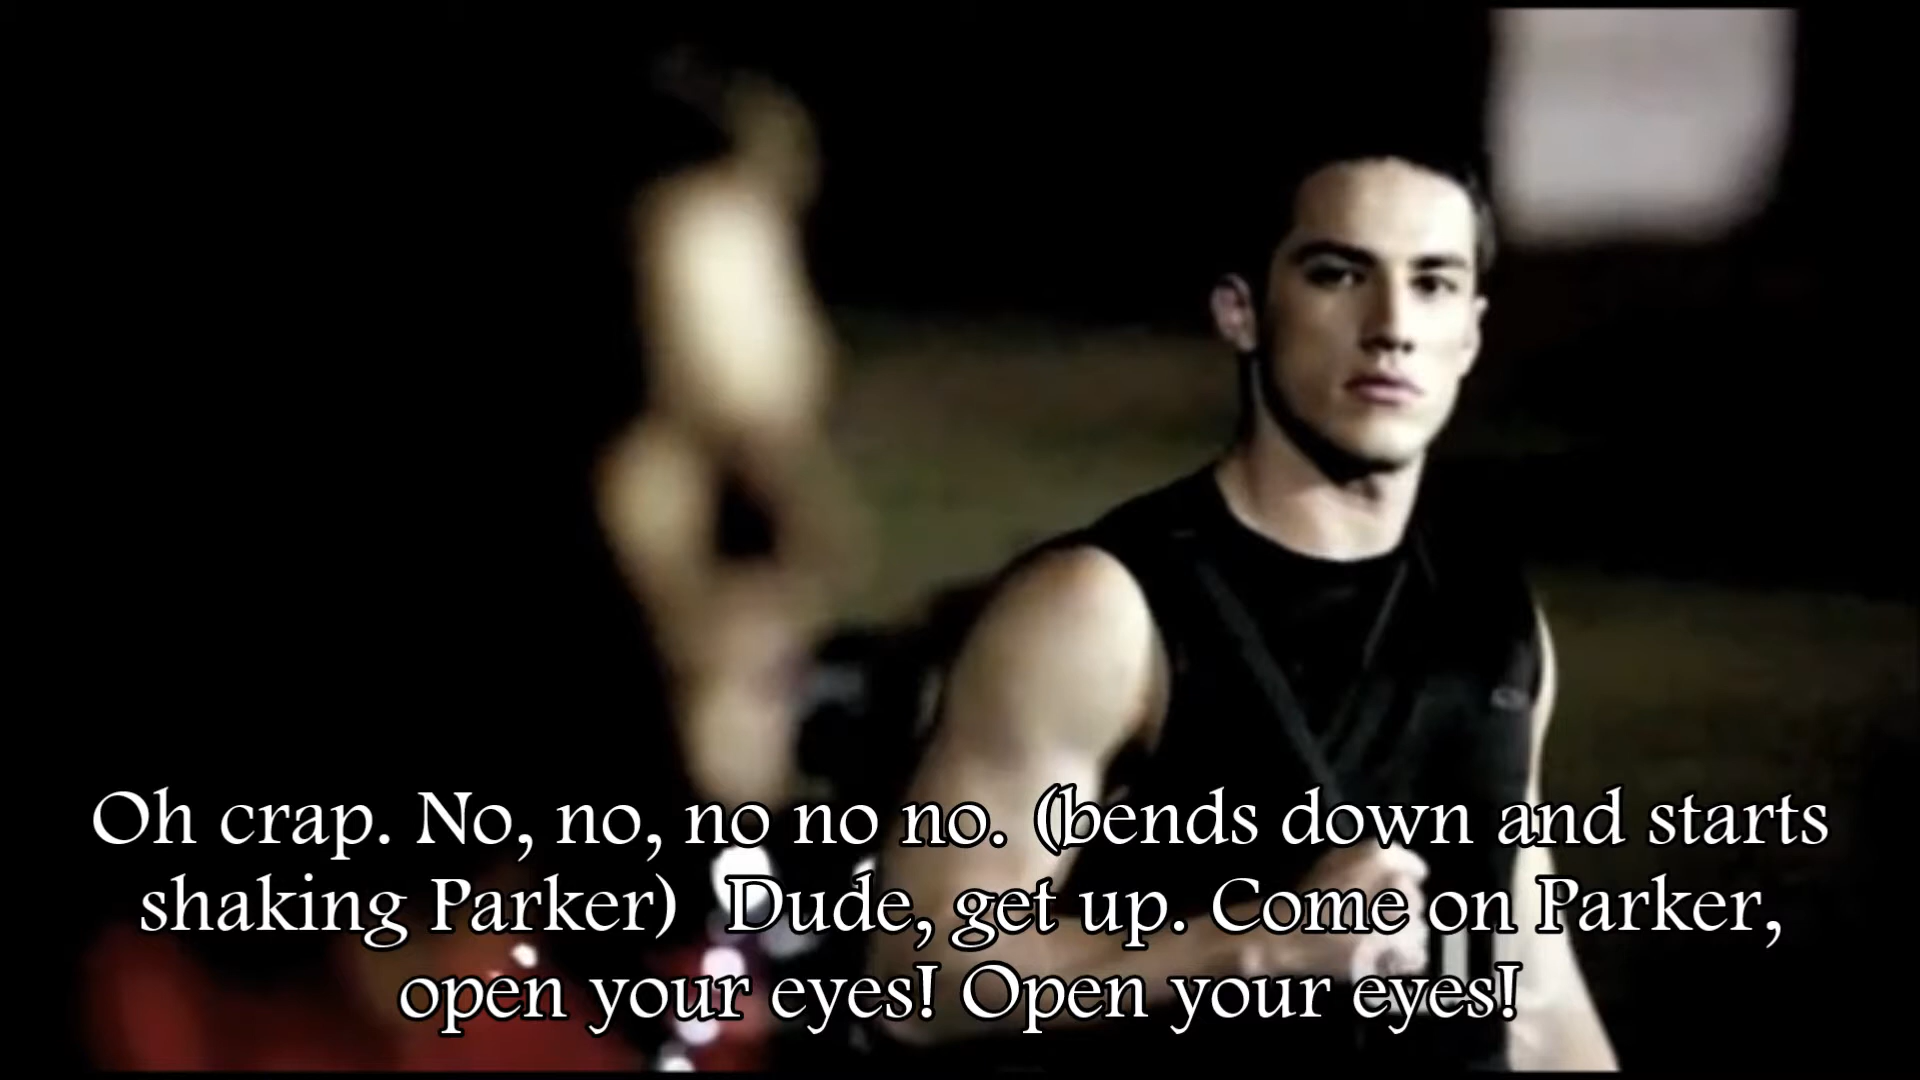 Oh crap. No, no, no no no. (bends down and starts
shaking Parker)  Dude, get up. Come on Parker,
open your eyes! Open your eyes!